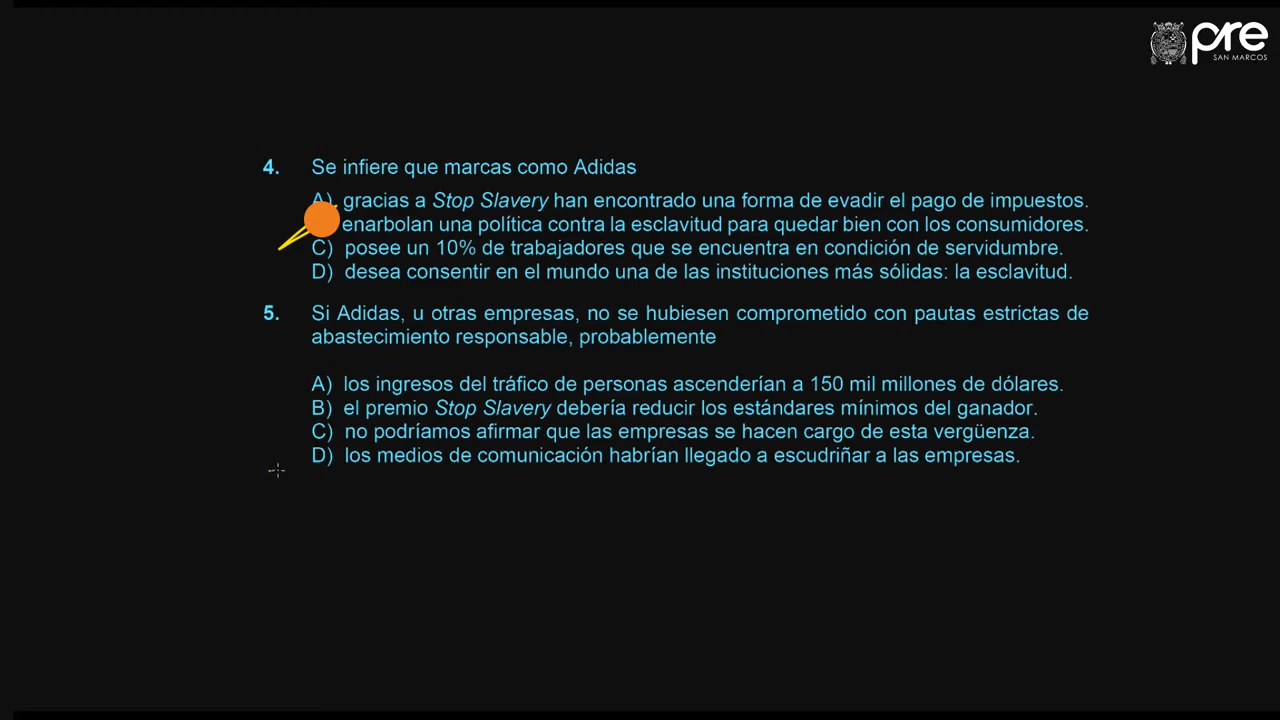 pre
SAN MARCOS
4. Se infiere que marcas como Adidas
A) gracias a Stop Slavery han encontrado una forma de evadir el pago de impuestos.
enarbolan una política contra la esclavitud para quedar bien con los consumidores.
C) posee un 10% de trabajadores que se encuentra en condición de servidumbre.
D) desea consentir en el mundo una de las instituciones más sólidas: la esclavitud.
5. Si Adidas, u otras empresas, no se hubiesen comprometido con pautas estrictas de
abastecimiento responsable, probablemente
A) los ingresos del tráfico de personas ascenderían a 150 mil millones de dólares.
B) el premio Stop Slavery debería reducir los estándares mínimos del ganador.
C) no podríamos afirmar que las empresas se hacen cargo de esta vergüenza.
D) los medios de comunicación habrían llegado a escudriñar a las empresas.